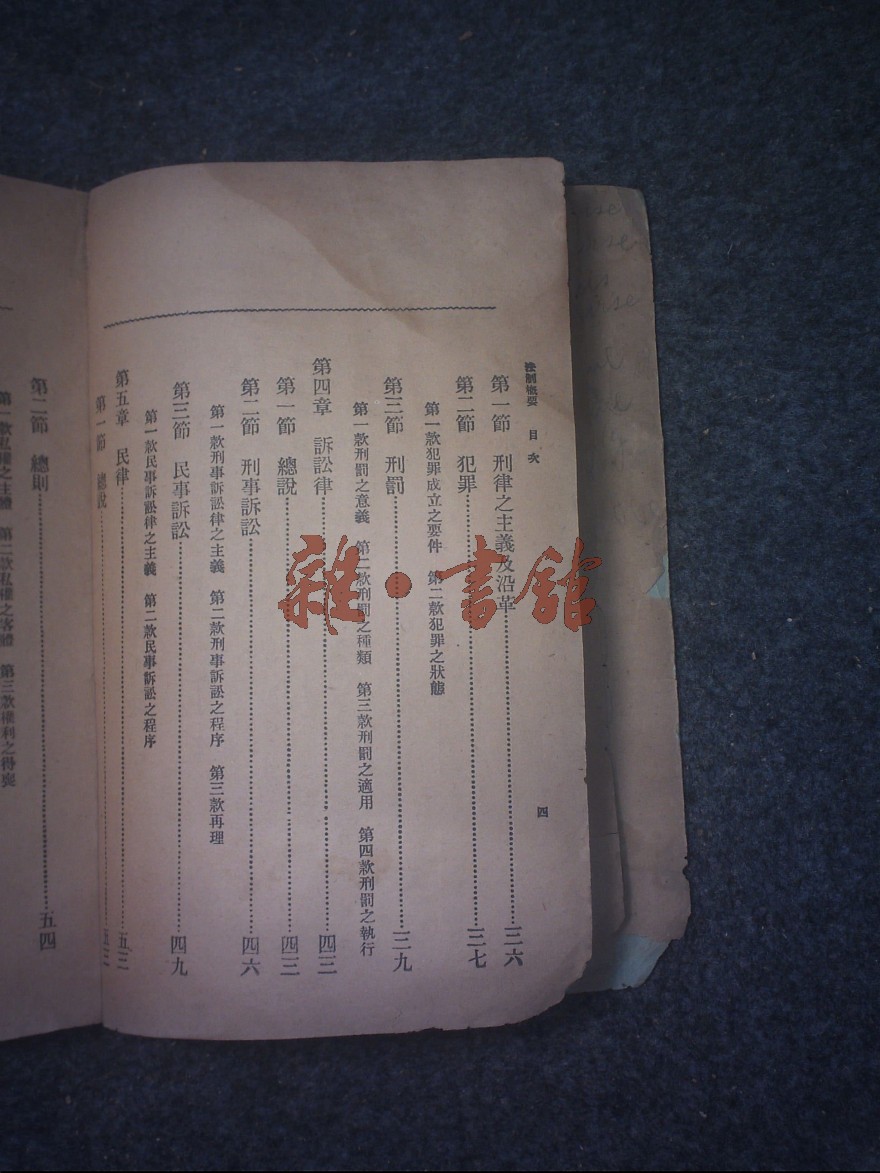 法制概要 目次 四
第一節 刑律之主義及沿革 三六
第二節 犯罪 三七
第一款犯罪成立之要件 第二款犯罪之狀態
第三節 刑罰 三九
第一款刑罰之意義 第二款刑罰之種類 第三款刑罰之適用 第四款刑罰之執行
第四章 訴訟律 四三
第一節 總說 四三
第二節 刑事訴訟 四六
第一款刑事訴訟律之主義 第二款刑事訴訟之程序 第三款再理
第三節 民事訴訟 四九
第一款民事訴訟律之主義 第二款民事訴訟之程序
第五章 民律 五三
第一節 總說 五三
第二節 總則 五四
第一款私權之主體 第二款私權之客體 第三款權利之得喪
雜·書館